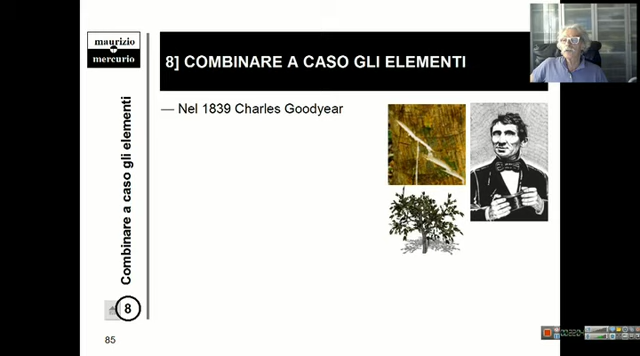 maurizio
mercurio
8] COMBINARE A CASO GLI ELEMENTI
— Nel 1839 Charles Goodyear
Combinare a caso gli elementi
8
85